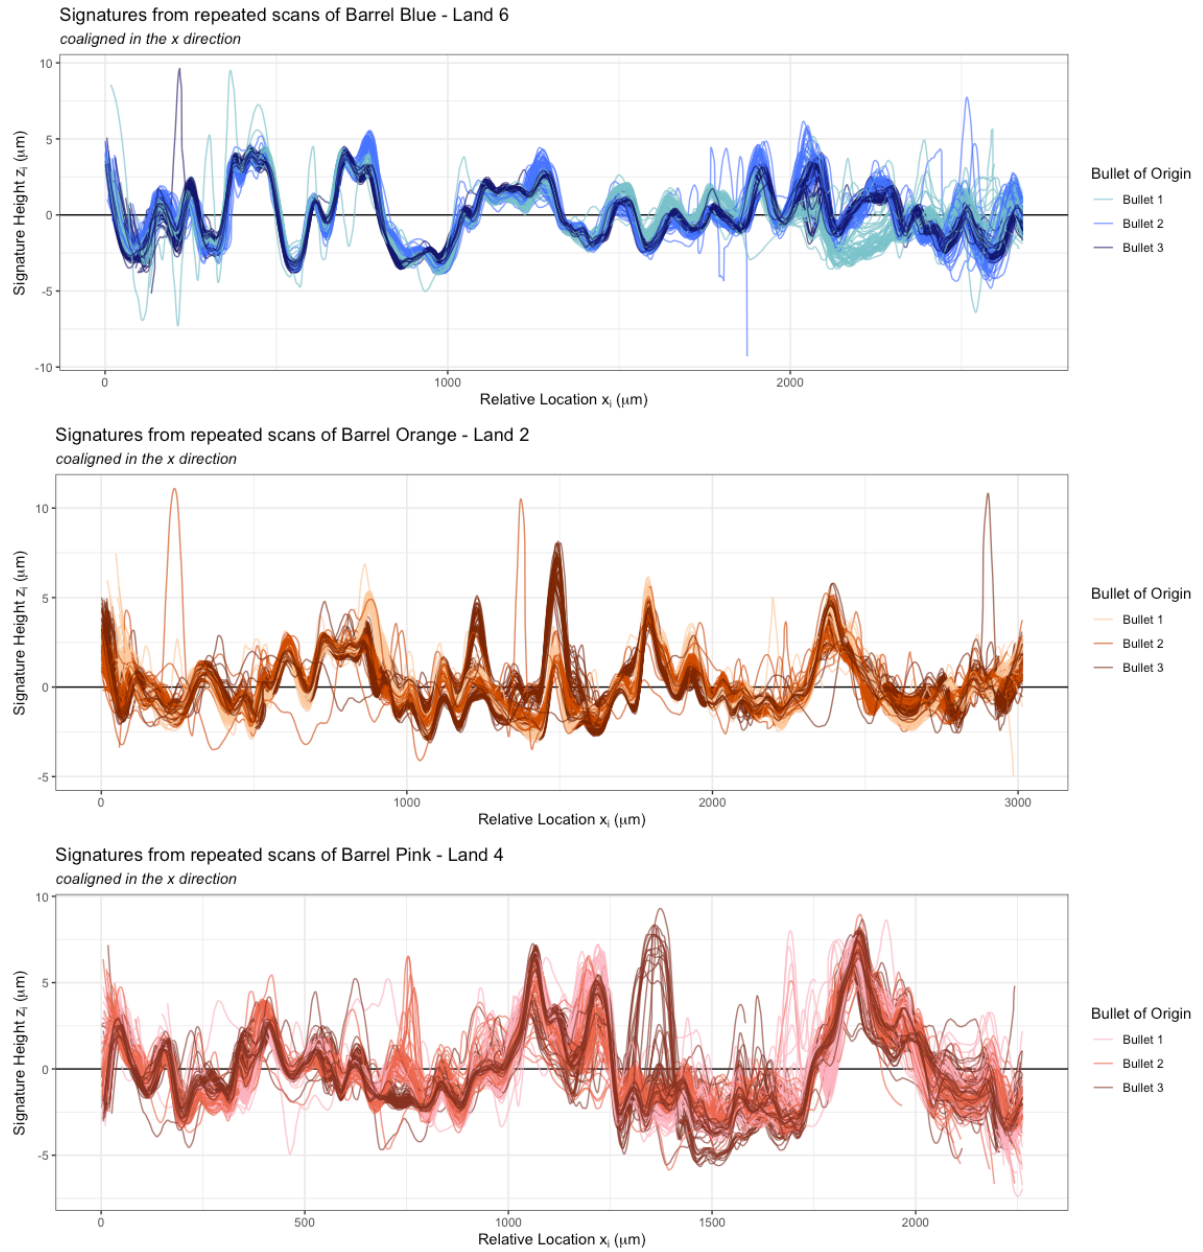 Signatures from repeated scans of Barrel Blue - Land 6
coaligned in the x direction
10
5
0
-5
-10
Signature Height zᵢ (μm)
0 1000 2000
Relative Location xᵢ (μm)
Bullet of Origin
Bullet 1
Bullet 2
Bullet 3
Signatures from repeated scans of Barrel Orange - Land 2
coaligned in the x direction
10
5
0
-5
Signature Height zᵢ (μm)
0 1000 2000 3000
Relative Location xᵢ (μm)
Bullet of Origin
Bullet 1
Bullet 2
Bullet 3
Signatures from repeated scans of Barrel Pink - Land 4
coaligned in the x direction
10
5
0
-5
Signature Height zᵢ (μm)
0 500 1000 1500 2000
Relative Location xᵢ (μm)
Bullet of Origin
Bullet 1
Bullet 2
Bullet 3